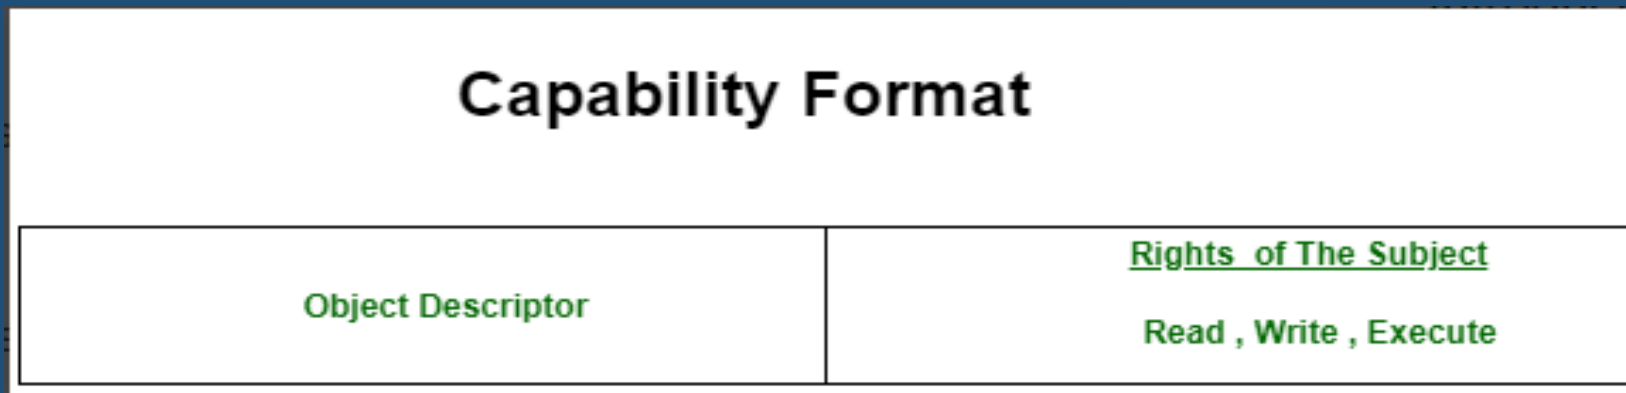 Capability Format
Object Descriptor
Rights of The Subject
Read , Write , Execute